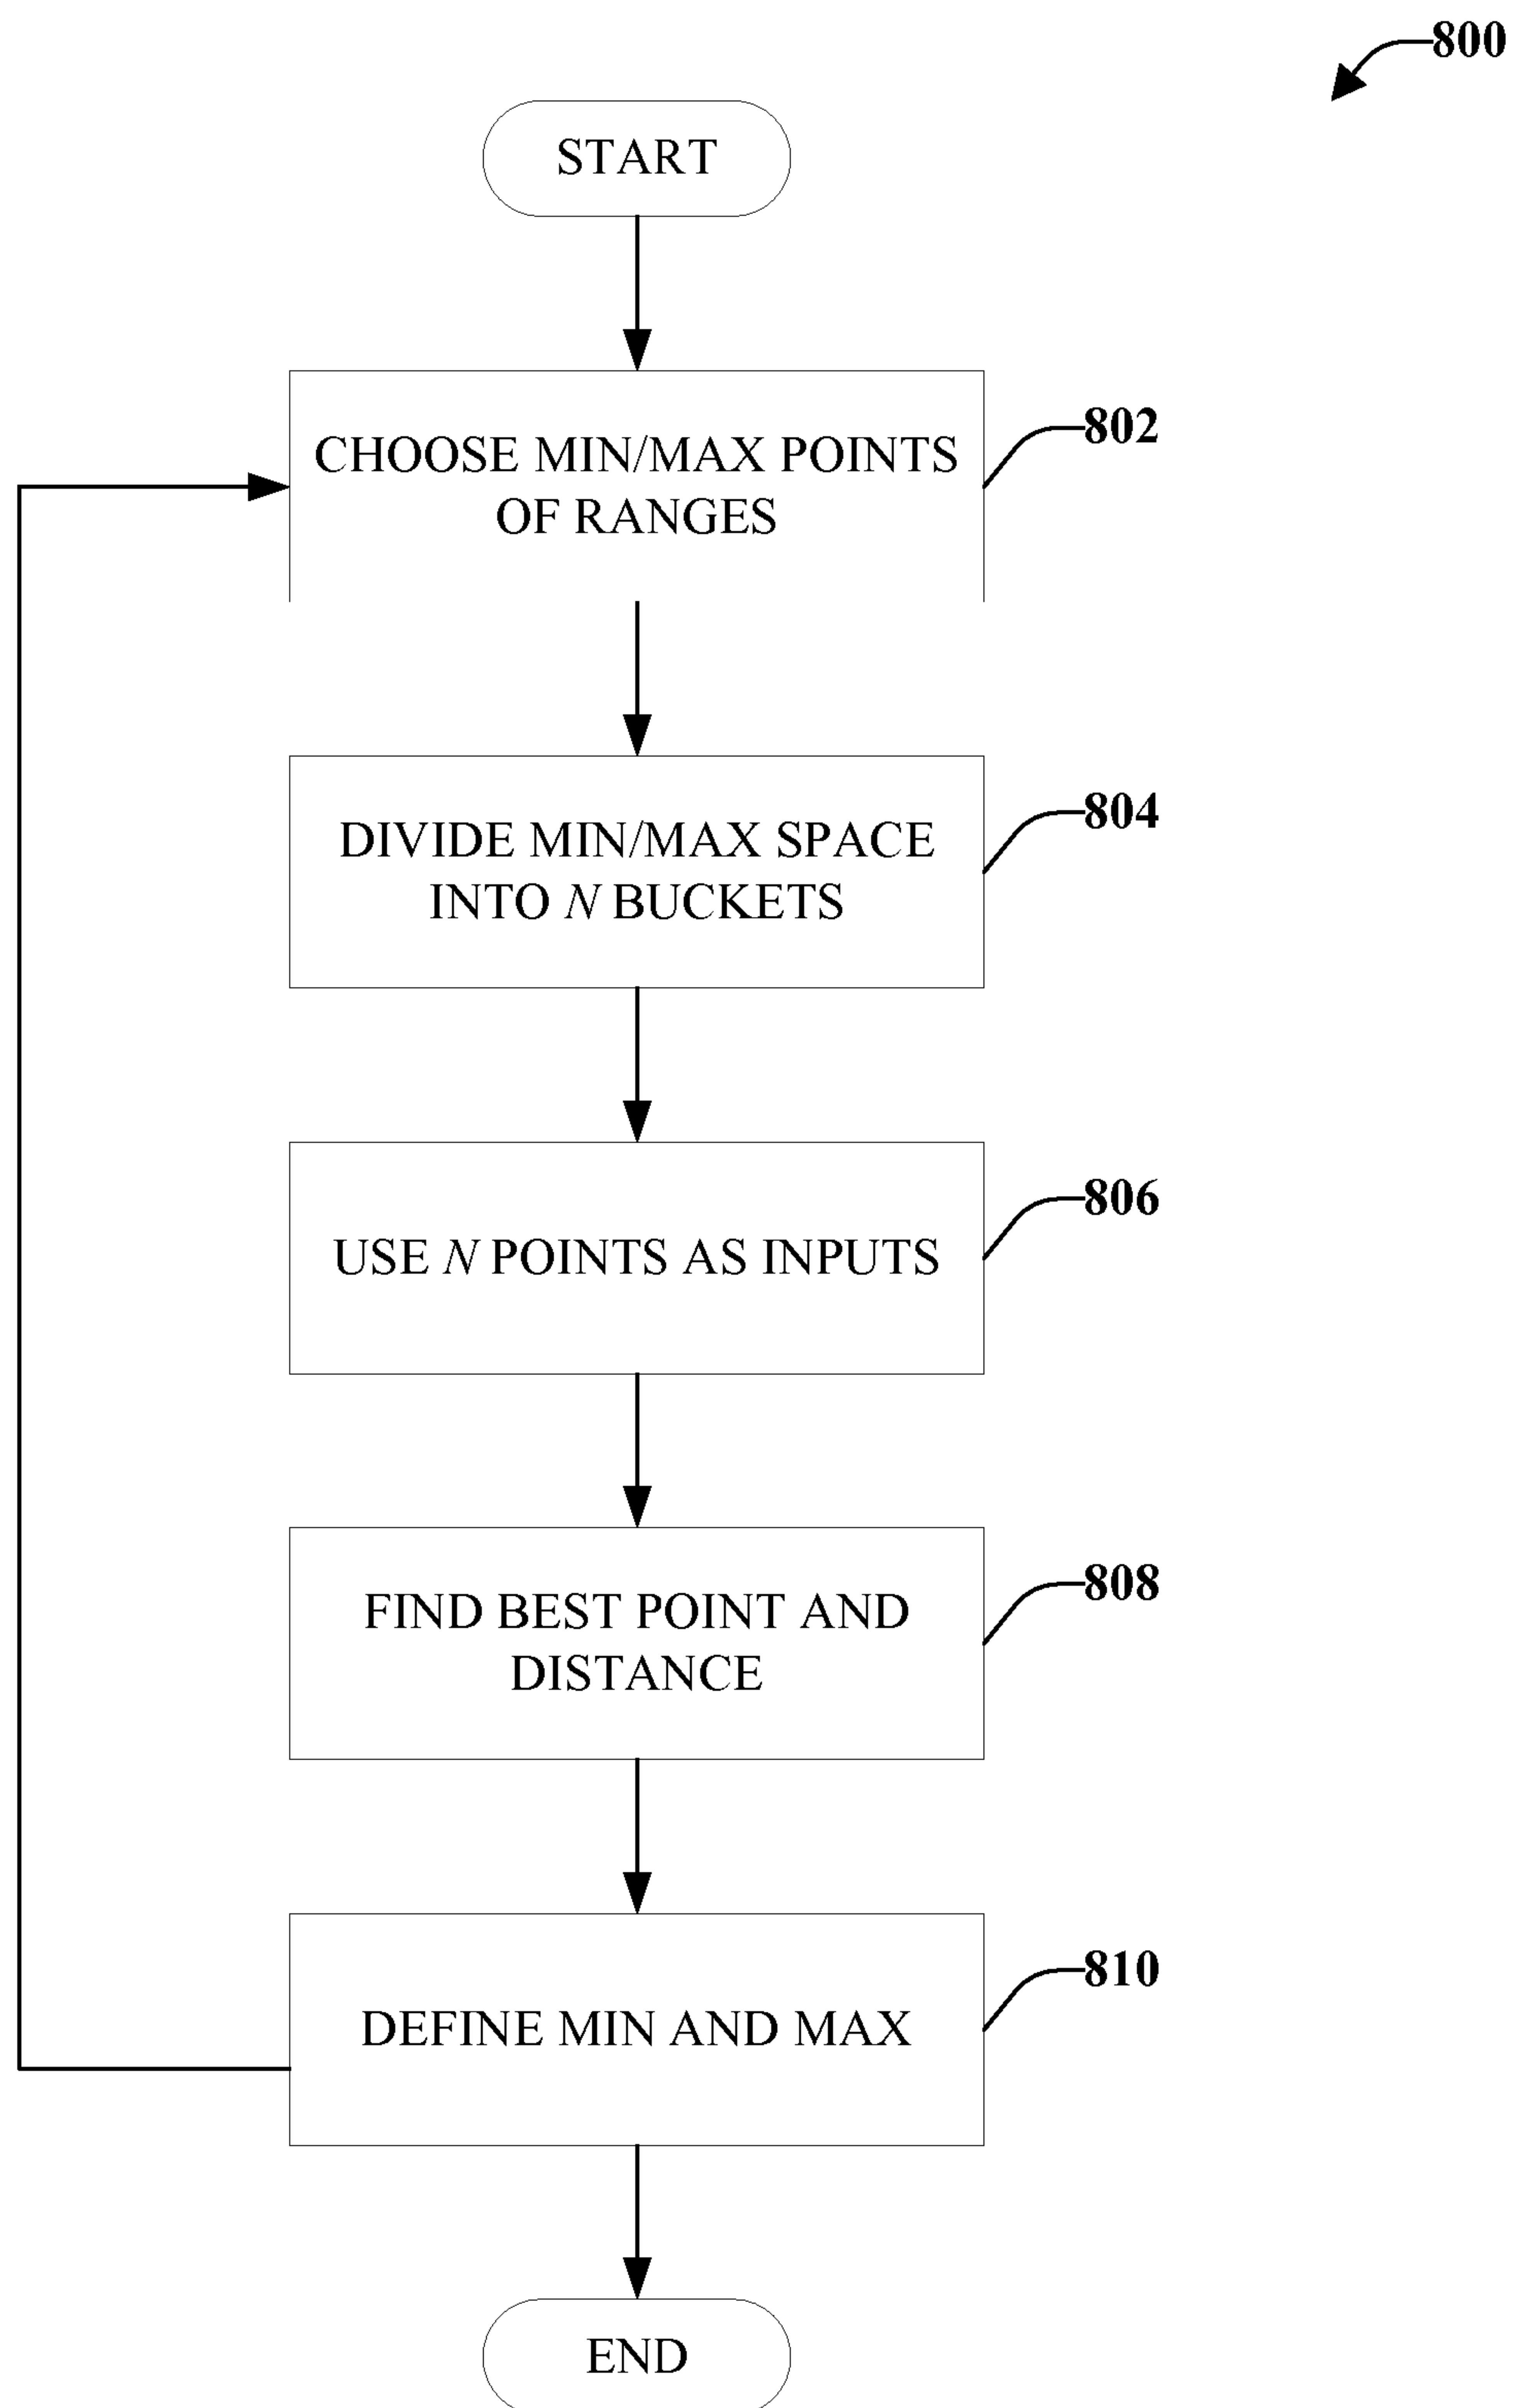 800
START
CHOOSE MIN/MAX POINTS
OF RANGES
802
DIVIDE MIN/MAX SPACE
INTO N BUCKETS
804
USE N POINTS AS INPUTS
806
FIND BEST POINT AND
DISTANCE
808
DEFINE MIN AND MAX
810
END